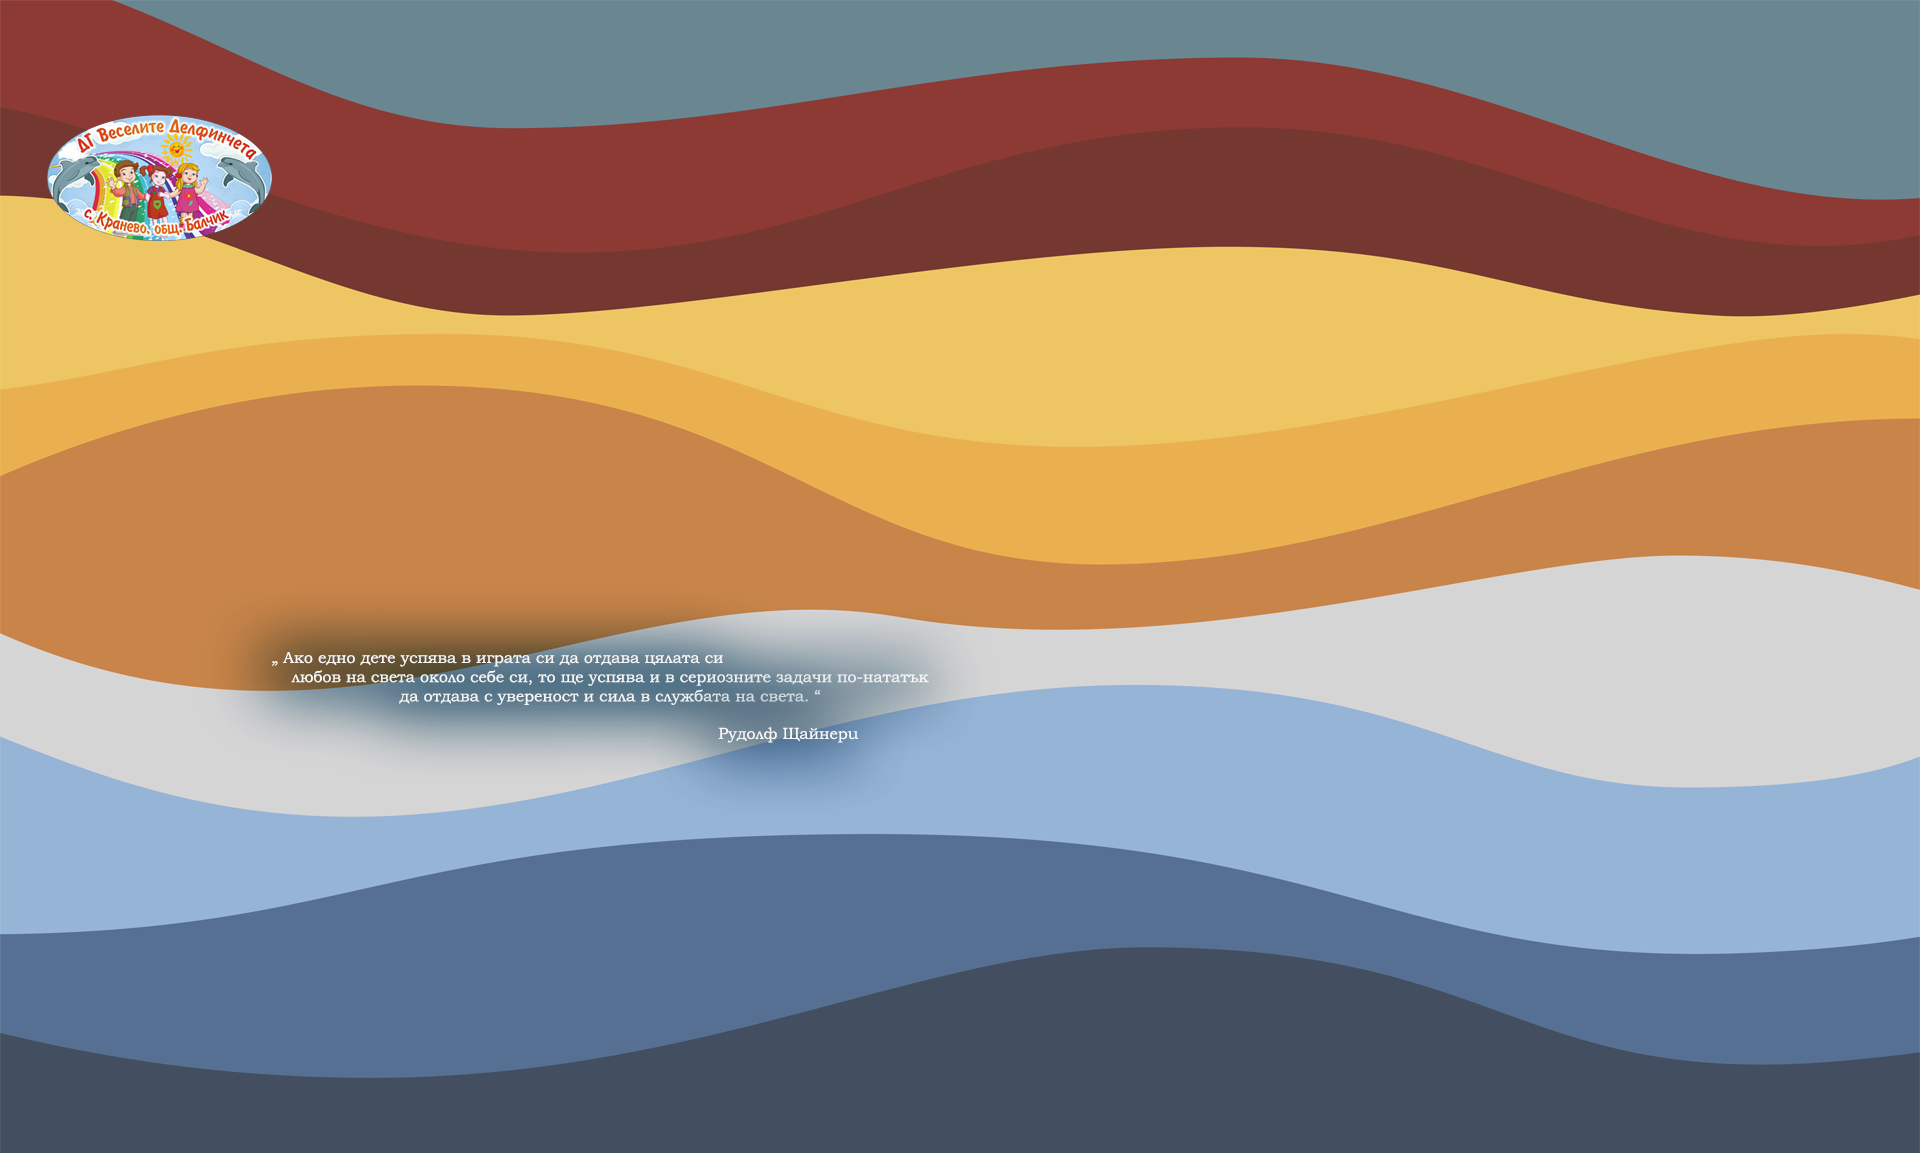 ДГ Веселите Делфинчета
с. Кранево, общ. Балчик
„ Ако едно дете успява в играта си да отдава цялата си
любов на света около себе си, то ще успява и в сериозните задачи по-нататък
да отдава с увереност и сила в службата на света. “
Рудолф Щайнерu